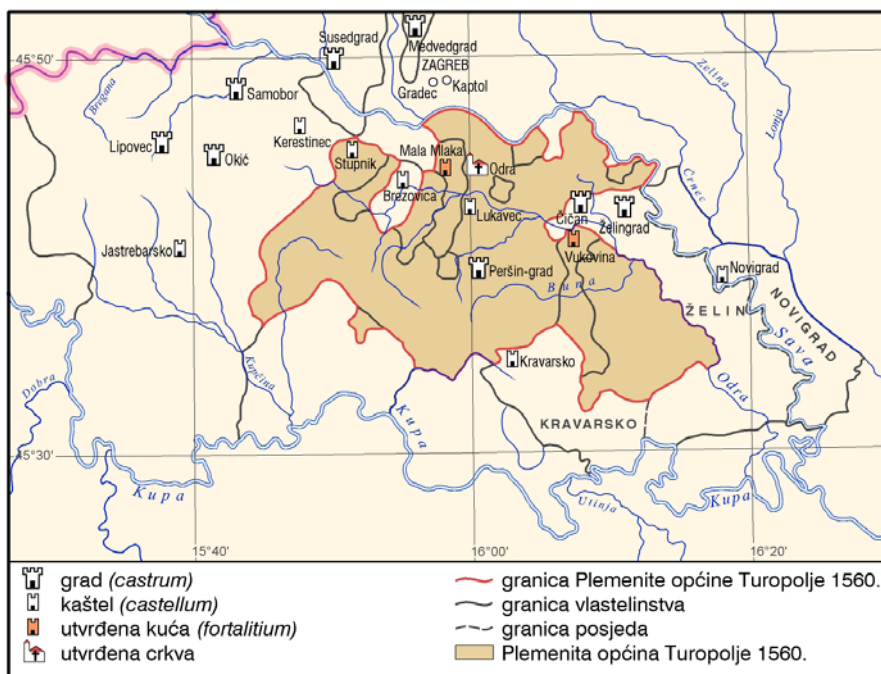 45°50'
Susedgrad
Medvedgrad
ZAGREB
Gradec
Kaptol
Bregana
Samobor
Zelina
Lonja
Lipovec
Okić
Kerestinec
Stupnik
Mala Mlaka
Odra
Crnec
Brezovica
Lukavec
Čičan
Želingrad
Jastrebarsko
Vukovina
Peršin-grad
Buna
Novigrad
ŽELIN
NOVIGRAD
Sava
Kravarsko
Kupčina
Dabra
Odra
Kupa
KRAVARSKO
45°30'
Kupa
Utinja
Kupa
15°40'
16°00'
16°20'
grad (castrum)
kaštel (castellum)
utvrđena kuća (fortalitium)
utvrđena crkva
granica Plemenite općine Turopolje 1560.
granica vlastelinstva
granica posjeda
Plemenita općina Turopolje 1560.